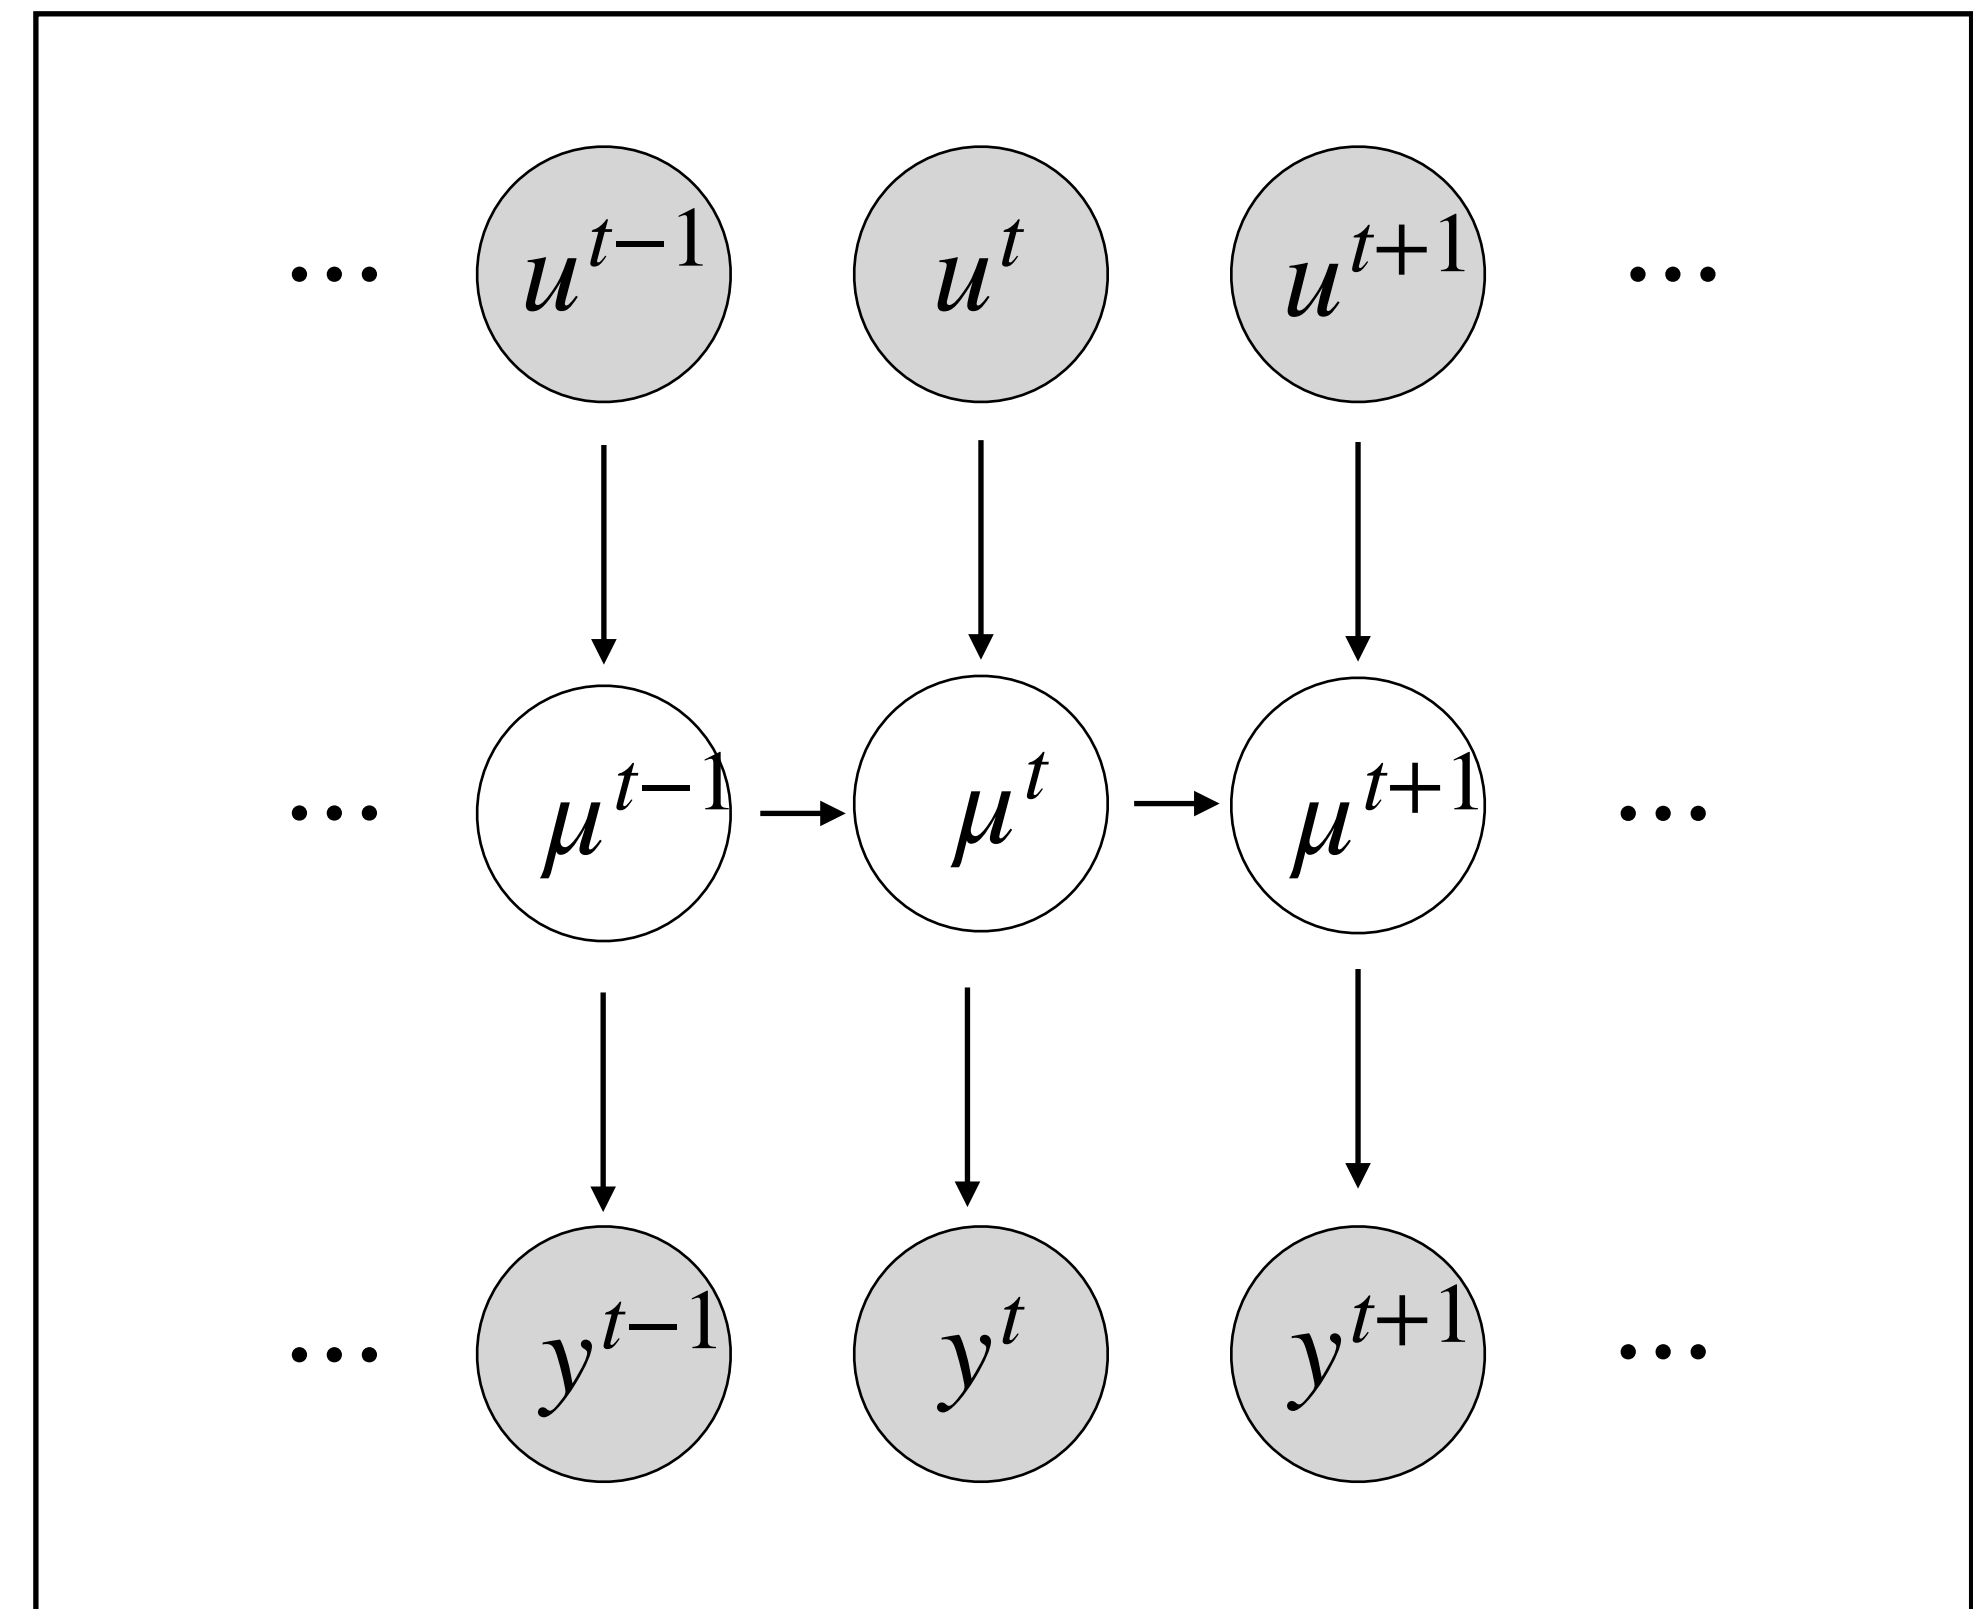 … u^{t−1} u^t u^{t+1} …
… μ^{t−1} μ^t μ^{t+1} …
… y^{t−1} y^t y^{t+1} …